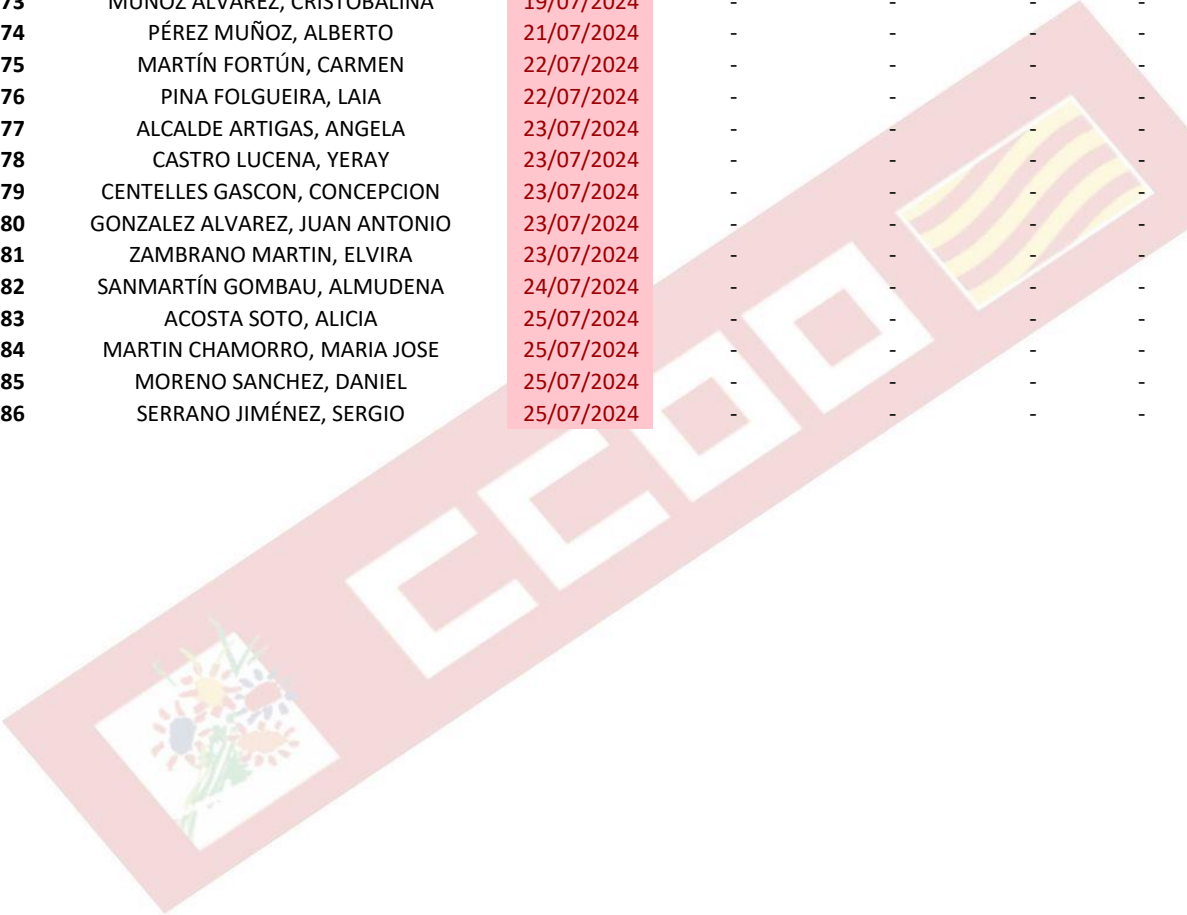 73 MUÑOZ ALVAREZ, CRISTOBALINA 19/07/2024 - - - -
74 PÉREZ MUÑOZ, ALBERTO 21/07/2024 - - - -
75 MARTÍN FORTÚN, CARMEN 22/07/2024 - - - -
76 PINA FOLGUEIRA, LAIA 22/07/2024 - - - -
77 ALCALDE ARTIGAS, ANGELA 23/07/2024 - - - -
78 CASTRO LUCENA, YERAY 23/07/2024 - - - -
79 CENTELLES GASCON, CONCEPCION 23/07/2024 - - - -
80 GONZALEZ ALVAREZ, JUAN ANTONIO 23/07/2024 - - - -
81 ZAMBRANO MARTIN, ELVIRA 23/07/2024 - - - -
82 SANMARTÍN GOMBAU, ALMUDENA 24/07/2024 - - - -
83 ACOSTA SOTO, ALICIA 25/07/2024 - - - -
84 MARTIN CHAMORRO, MARIA JOSE 25/07/2024 - - - -
85 MORENO SANCHEZ, DANIEL 25/07/2024 - - - -
86 SERRANO JIMÉNEZ, SERGIO 25/07/2024 - - - -
CCOO